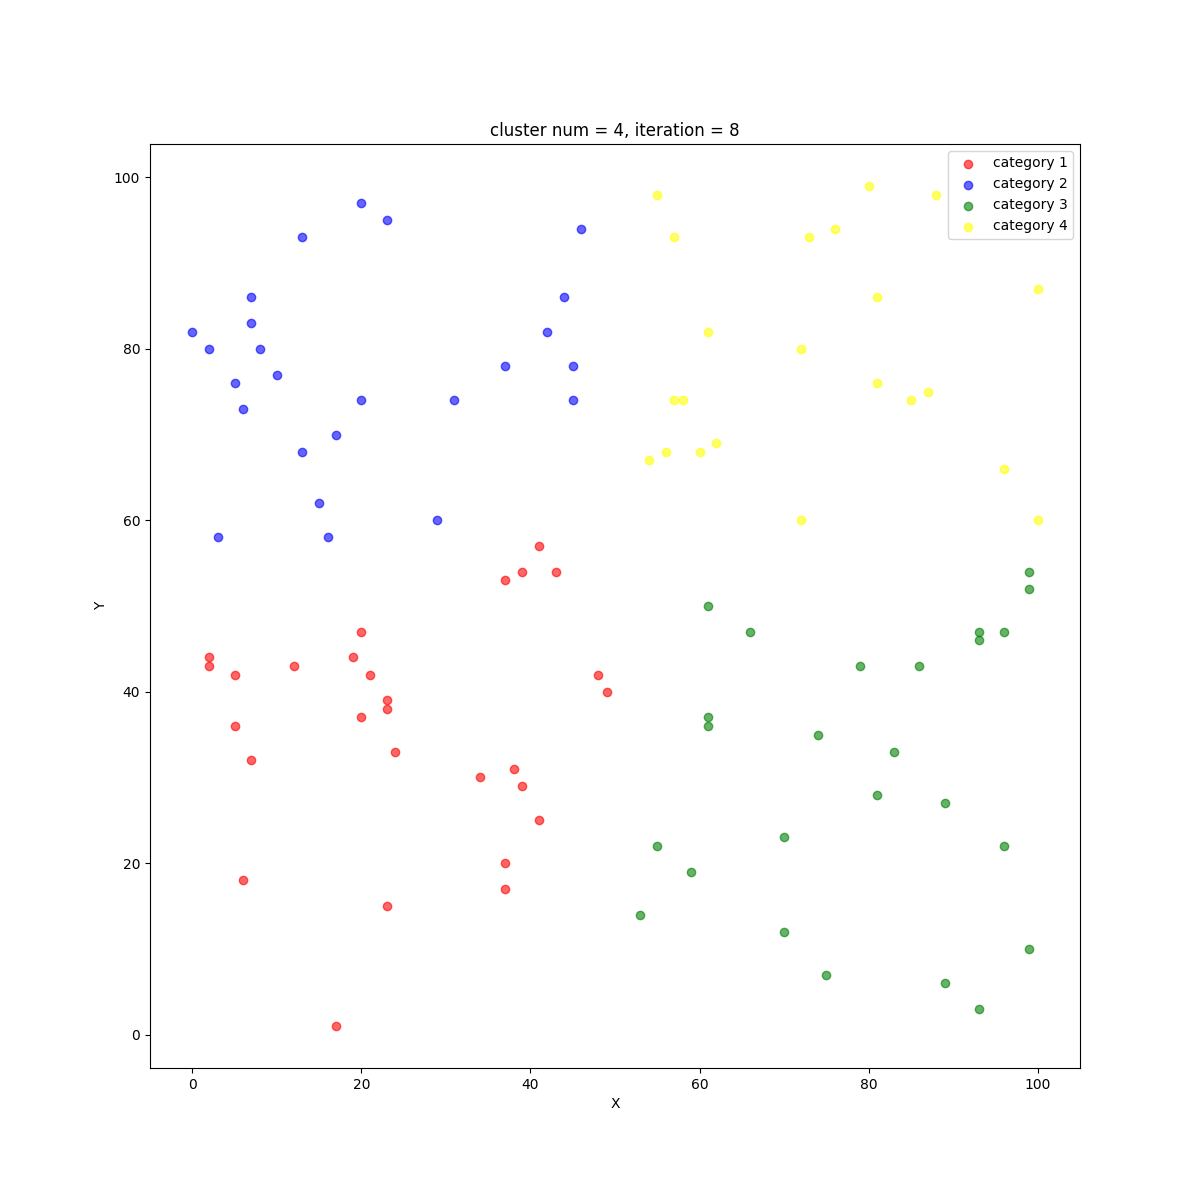 cluster num = 4, iteration = 8
category 1
category 2
category 3
category 4
100
80
60
40
20
0
Y
0 20 40 60 80 100
X